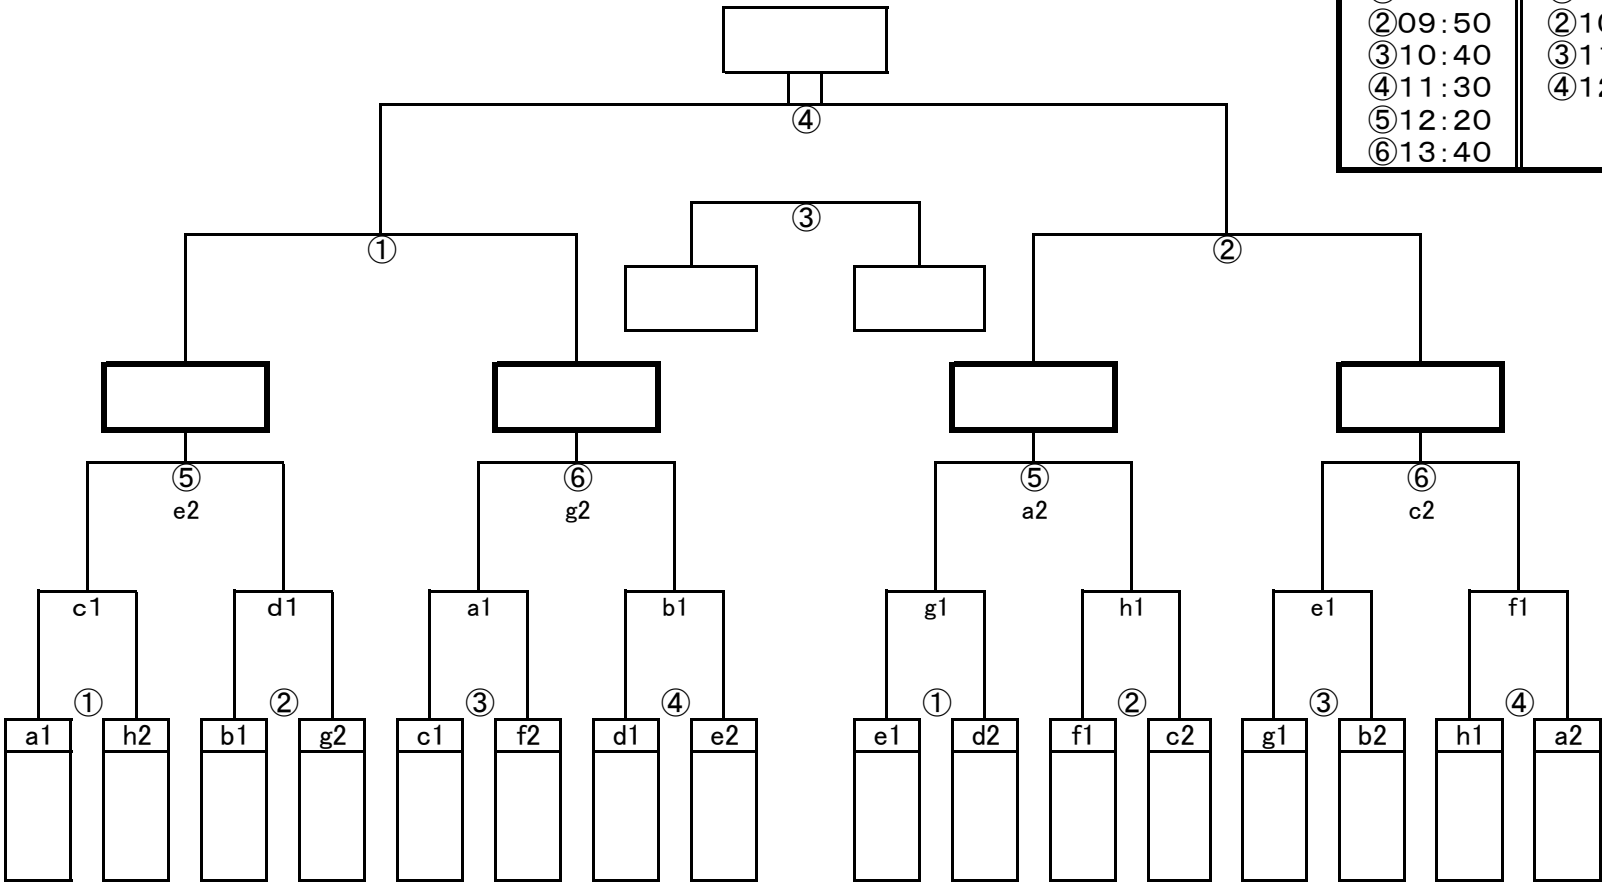 ②09:50
③10:40
④11:30
⑤12:20
⑥13:40
②1
③1
④1
④
③
① ②
⑤ ⑥ ⑤ ⑥
e2 g2 a2 c2
c1 d1 a1 b1 g1 h1 e1 f1
① ② ③ ④ ① ② ③ ④
a1 h2 b1 g2 c1 f2 d1 e2 e1 d2 f1 c2 g1 b2 h1 a2